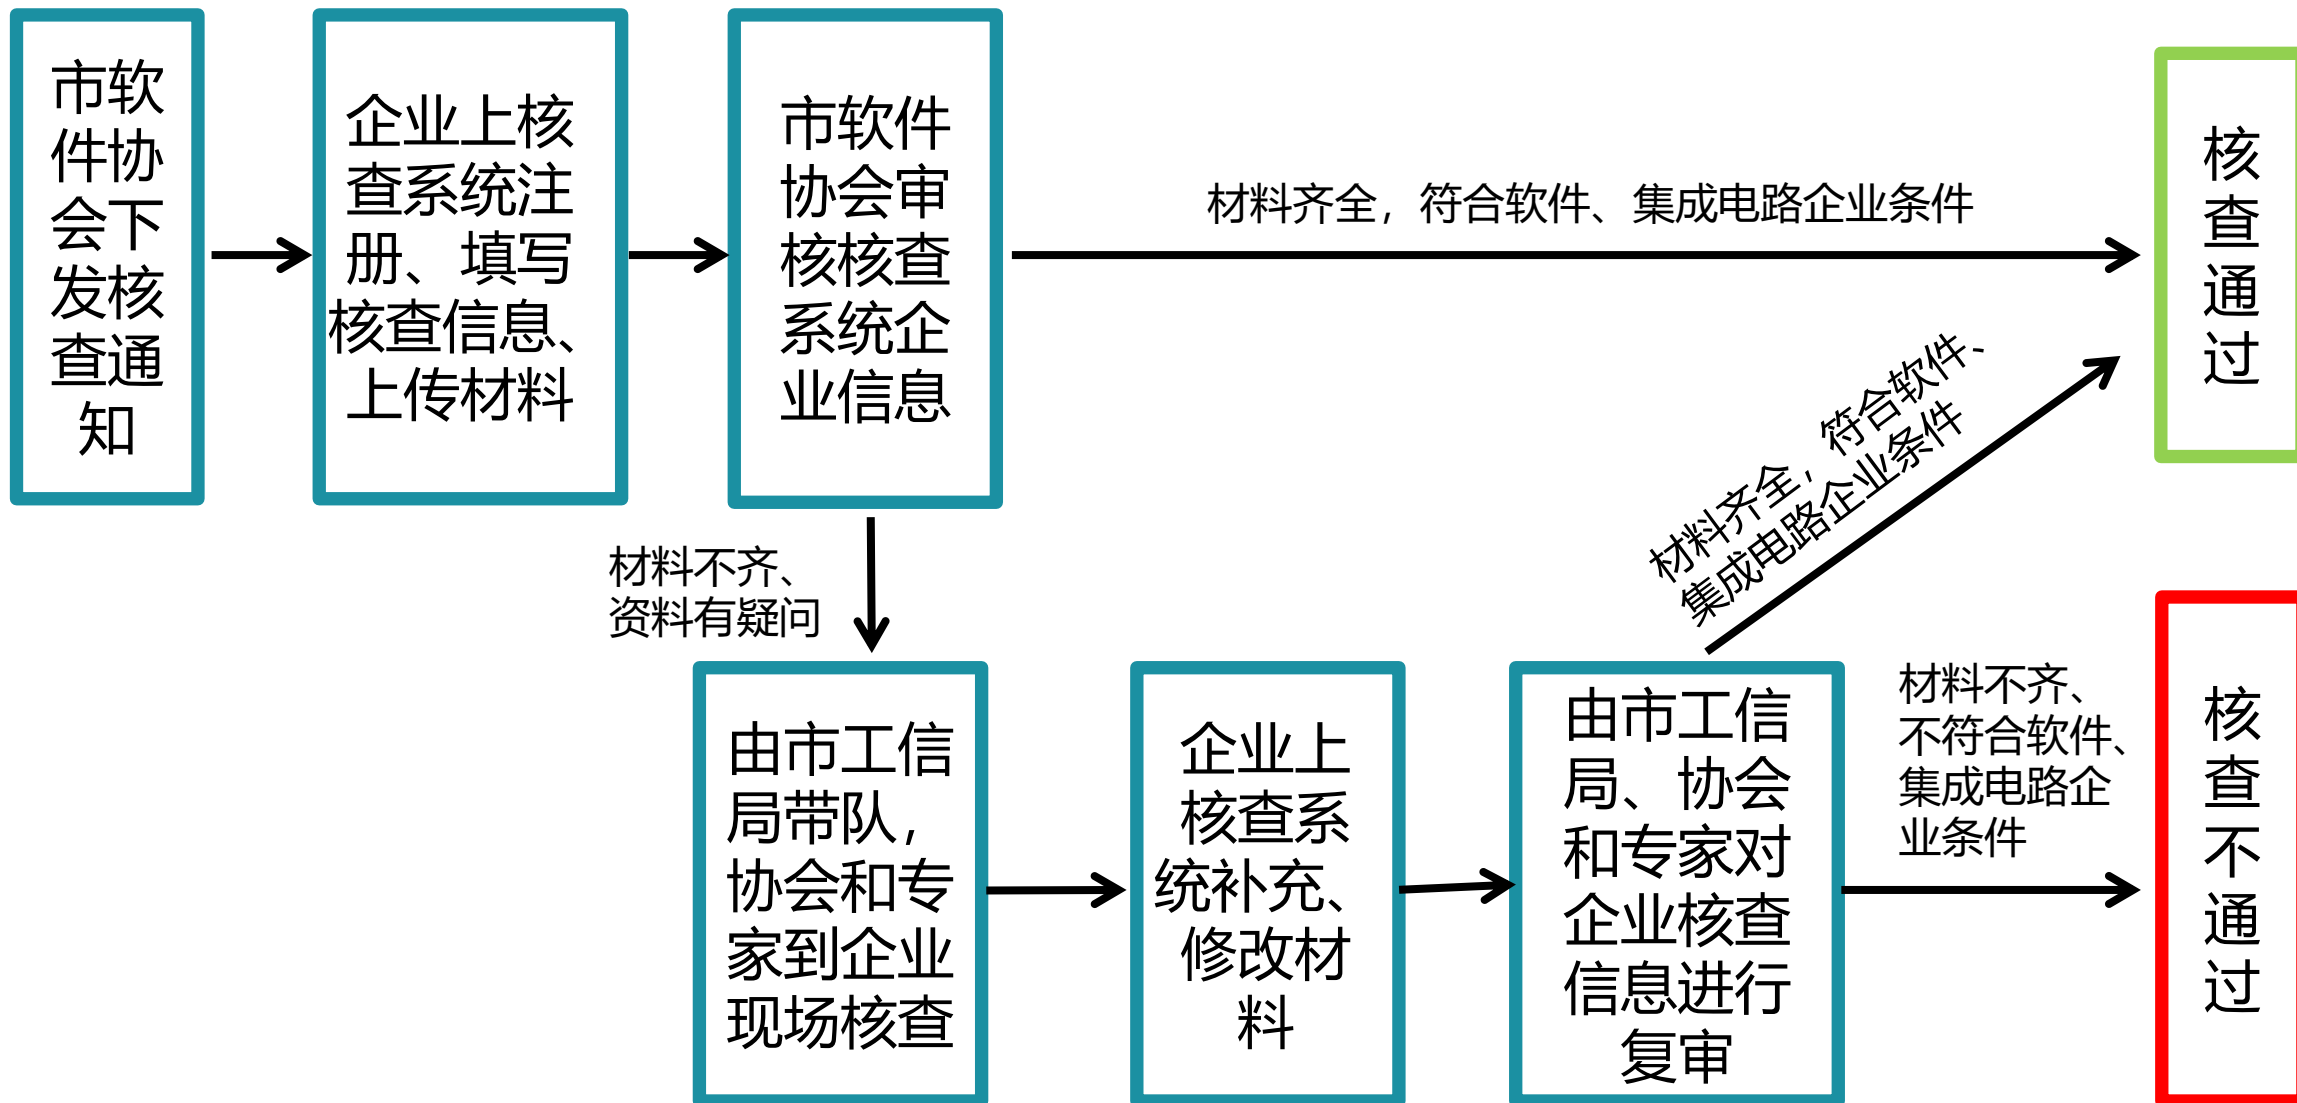 市软
件协
会下
发核
查通
知
企业上核
查系统注
册、填写
核查信息、
上传材料
市软件
协会审
核核查
系统企
业信息
材料齐全，符合软件、集成电路企业条件
核
查
通
过
材料不齐、
资料有疑问
材料齐全，符合软件、
集成电路企业条件
由市工信
局带队，
协会和专
家到企业
现场核查
企业上
核查系
统补充、
修改材
料
由市工信
局、协会
和专家对
企业核查
信息进行
复审
材料不齐、
不符合软件、
集成电路企
业条件
核
查
不
通
过